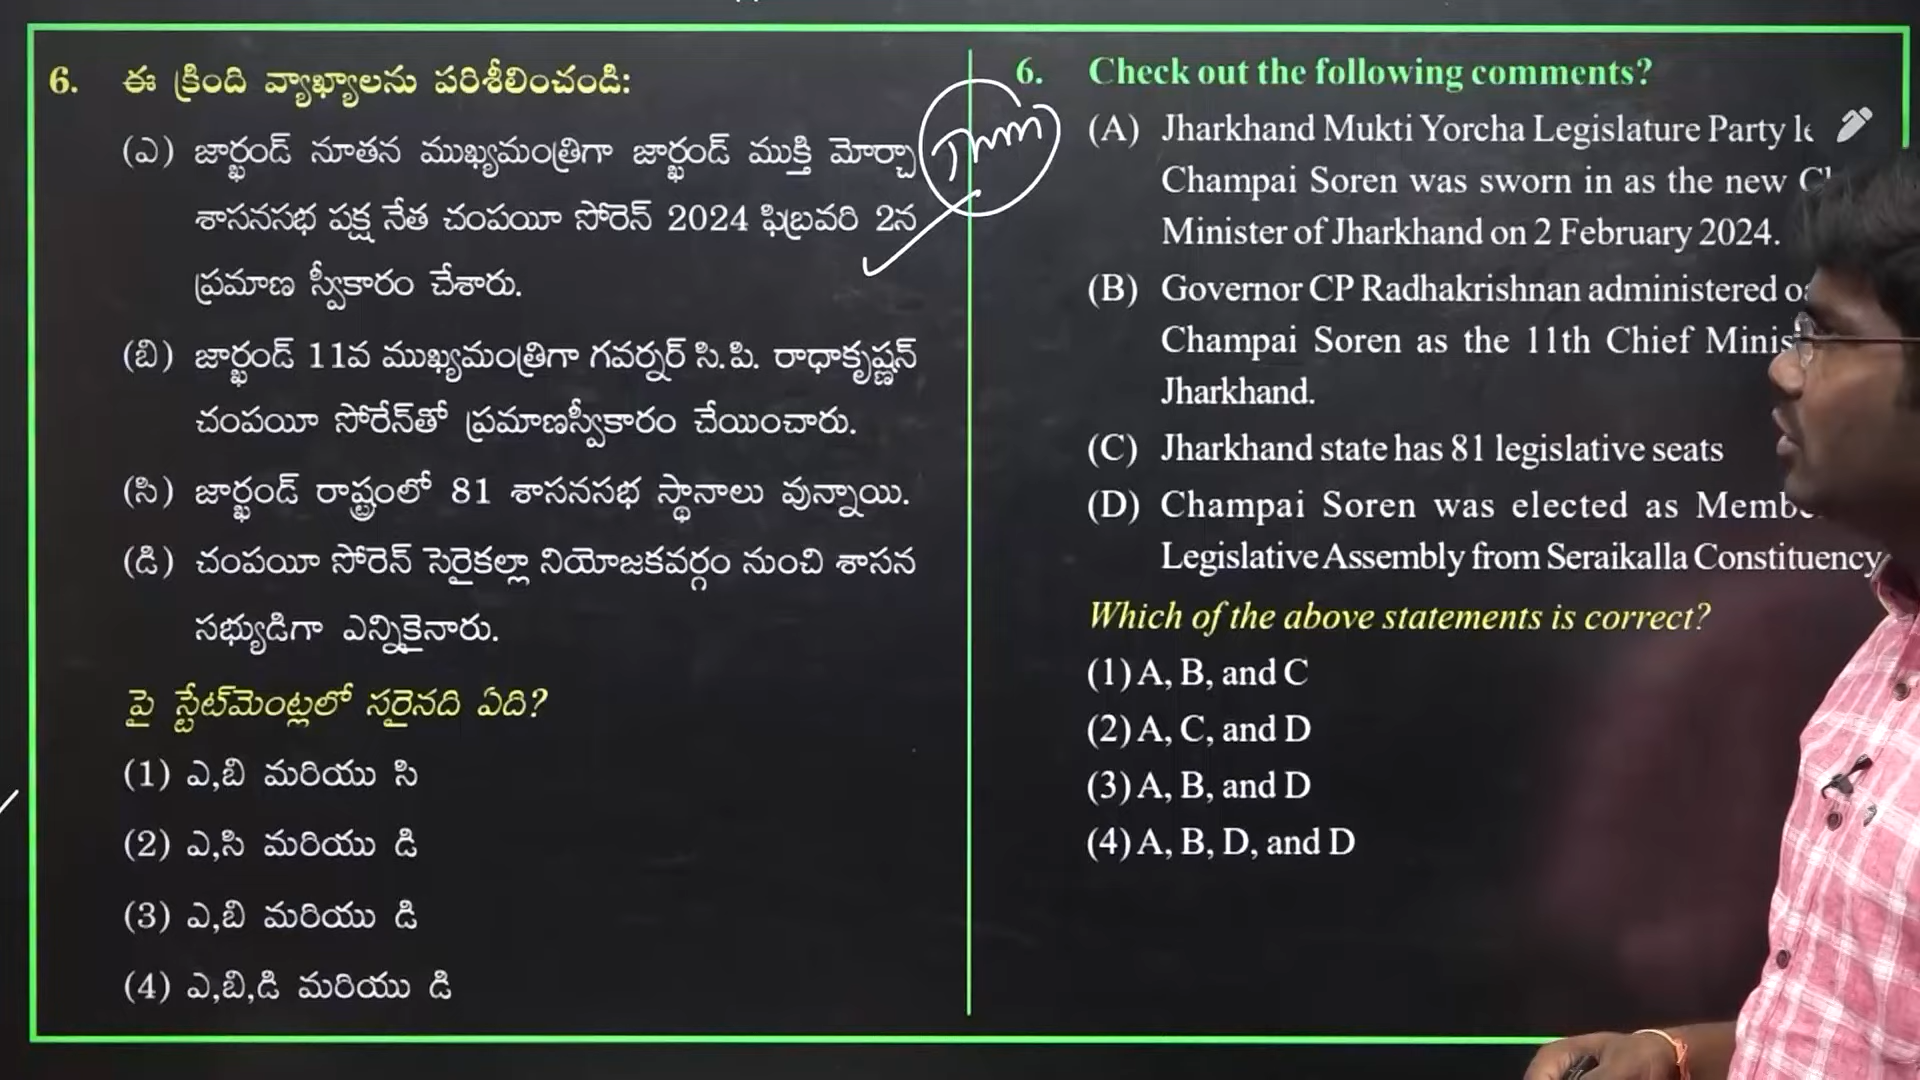 6. ఈ క్రింది వ్యాఖ్యాలను పరిశీలించండి:
(ఎ) జార్ఖండ్ నూతన ముఖ్యమంత్రిగా జార్ఖండ్ ముక్తి మోర్చా
శాసనసభ పక్ష నేత చంపయీ సోరెన్ 2024 ఫిబ్రవరి 2న
ప్రమాణ స్వీకారం చేశారు.
(బి) జార్ఖండ్ 11వ ముఖ్యమంత్రిగా గవర్నర్ సి.పి. రాధాకృష్ణన్
చంపయీ సోరేన్‌తో ప్రమాణస్వీకారం చేయించారు.
(సి) జార్ఖండ్ రాష్ట్రంలో 81 శాసనసభ స్థానాలు వున్నాయి.
(డి) చంపయీ సోరెన్ సెరైకల్లా నియోజకవర్గం నుంచి శాసన
సభ్యుడిగా ఎన్నికైనారు.
పై స్టేట్‌మెంట్లలో సరైనది ఏది?
(1) ఎ,బి మరియు సి
(2) ఎ,సి మరియు డి
(3) ఎ,బి మరియు డి
(4) ఎ,బి,డి మరియు డి
6. Check out the following comments?
(A) Jharkhand Mukti Yorcha Legislature Party
Champai Soren was sworn in as the new
Minister of Jharkhand on 2 February 2024.
(B) Governor CP Radhakrishnan administered
Champai Soren as the 11th Chief
Jharkhand.
(C) Jharkhand state has 81 legislative seats
(D) Champai Soren was elected as
Legislative Assembly from Seraikalla Constituency
Which of the above statements is correct?
(1) A, B, and C
(2) A, C, and D
(3) A, B, and D
(4) A, B, D, and D